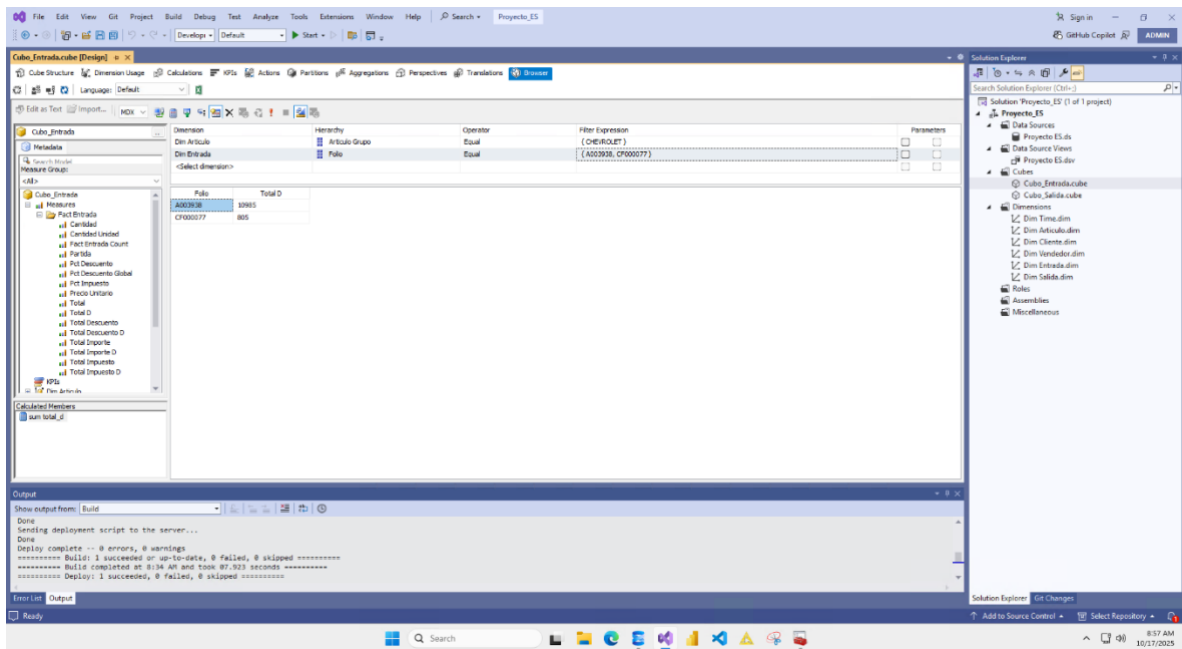 File Edit View Git Project Build Debug Test Analyze Tools Extensions Window Help Search Proyecto_ES Sign in
Develop Default Start GitHub Copilot ADMIN
Cubo_Entrada.cube [Design]
Cube Structure Dimension Usage Calculations KPIs Actions Partitions Aggregations Perspectives Translations Browser
Language: Default
Edit as Text Import... MDX
Cubo_Entrada
Metadata
Search Model
Measure Group:
<All>
Cubo_Entrada
Measures
Fact Entrada
Cantidad
Cantidad Unidad
Fact Entrada Count
Partida
Pct Descuento
Pct Descuento Global
Pct Impuesto
Precio Unitario
Total
Total D
Total Descuento
Total Descuento D
Total Importe
Total Importe D
Total Impuesto
Total Impuesto D
KPIs
Dim Articulo
Calculated Members
sum total_d
Dimension Hierarchy Operator Filter Expression Parameters
Dim Articulo Articulo Grupo Equal { CHEVROLET }
Dim Entrada Folio Equal { A003938, CF000077 }
<Select dimension>
Folio Total D
A003938 10985
CF000077 805
Output
Show output from: Build
Done
Sending deployment script to the server...
Done
Deploy complete -- 0 errors, 0 warnings
========== Build: 1 succeeded or up-to-date, 0 failed, 0 skipped ==========
========== Build completed at 8:34 AM and took 07.923 seconds ==========
========== Deploy: 1 succeeded, 0 failed, 0 skipped ==========
Error List Output
Solution Explorer
Search Solution Explorer (Ctrl+;)
Solution 'Proyecto_ES' (1 of 1 project)
Proyecto_ES
Data Sources
Proyecto ES.ds
Data Source Views
Proyecto ES.dsv
Cubes
Cubo_Entrada.cube
Cubo_Salida.cube
Dimensions
Dim Time.dim
Dim Articulo.dim
Dim Cliente.dim
Dim Vendedor.dim
Dim Entrada.dim
Dim Salida.dim
Roles
Assemblies
Miscellaneous
Solution Explorer Git Changes
Ready Add to Source Control Select Repository
Search
8:57 AM
10/17/2025